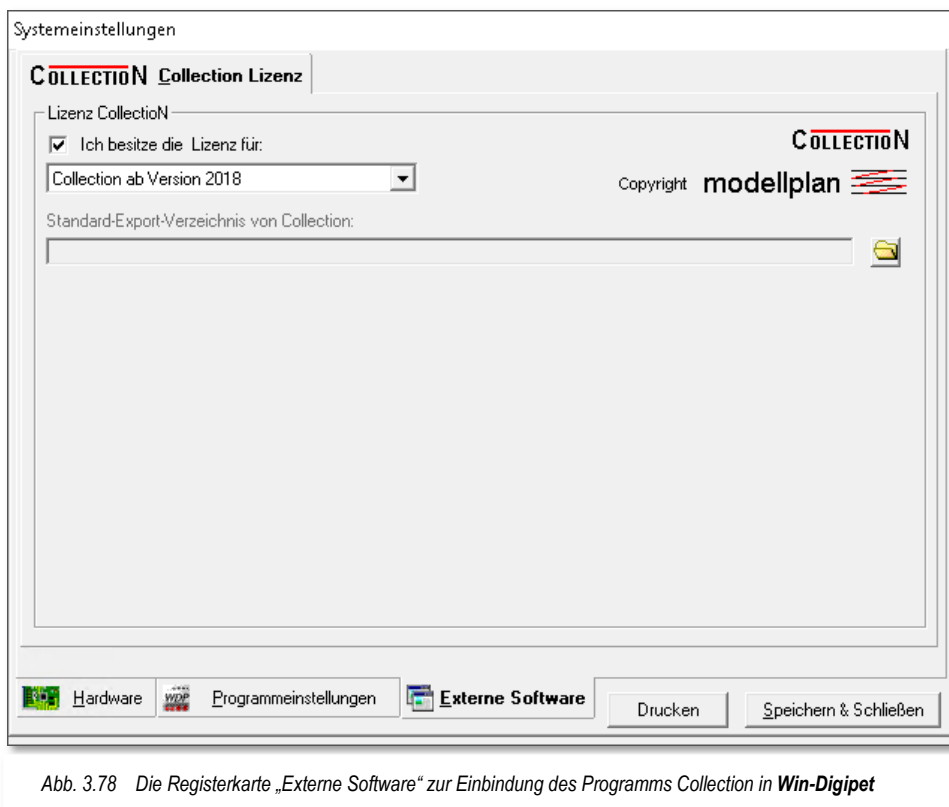 Systemeinstellungen
COLLECTION Collection Lizenz
Lizenz CollectioN
Ich besitze die Lizenz für:
COLLECTION
Collection ab Version 2018
Copyright modellplan
Standard-Export-Verzeichnis von Collection:
Hardware
WDP Programmeinstellungen
Externe Software
Drucken
Speichern & Schließen
Abb. 3.78 Die Registerkarte „Externe Software“ zur Einbindung des Programms Collection in Win-Digipet